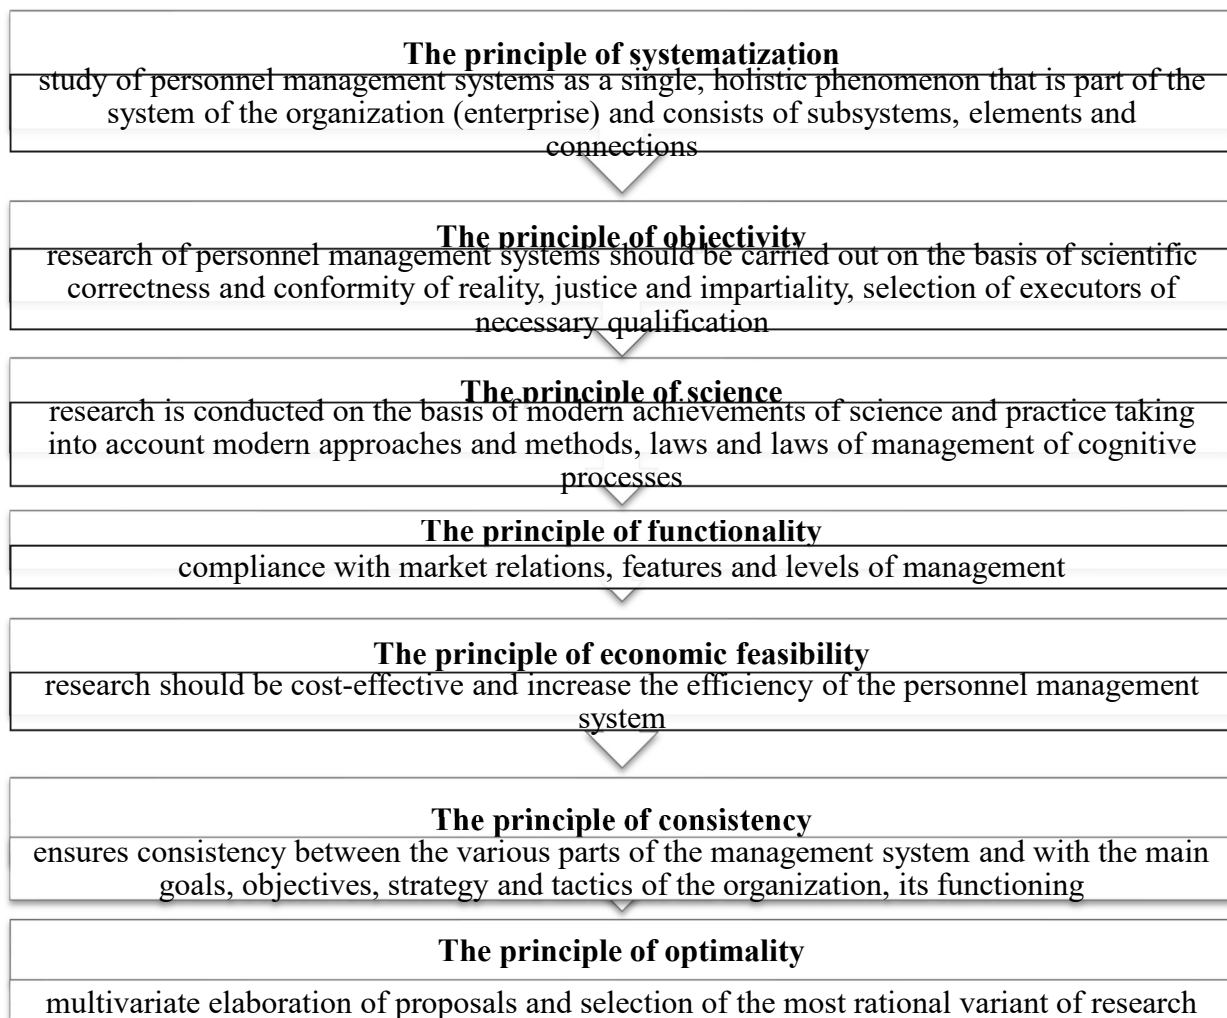 The principle of systematization
study of personnel management systems as a single, holistic phenomenon that is part of the
system of the organization (enterprise) and consists of subsystems, elements and
connections
The principle of objectivity
research of personnel management systems should be carried out on the basis of scientific
correctness and conformity of reality, justice and impartiality, selection of executors of
necessary qualification
The principle of science
research is conducted on the basis of modern achievements of science and practice taking
into account modern approaches and methods, laws and laws of management of cognitive
processes
The principle of functionality
compliance with market relations, features and levels of management
The principle of economic feasibility
research should be cost-effective and increase the efficiency of the personnel management
system
The principle of consistency
ensures consistency between the various parts of the management system and with the main
goals, objectives, strategy and tactics of the organization, its functioning
The principle of optimality
multivariate elaboration of proposals and selection of the most rational variant of research